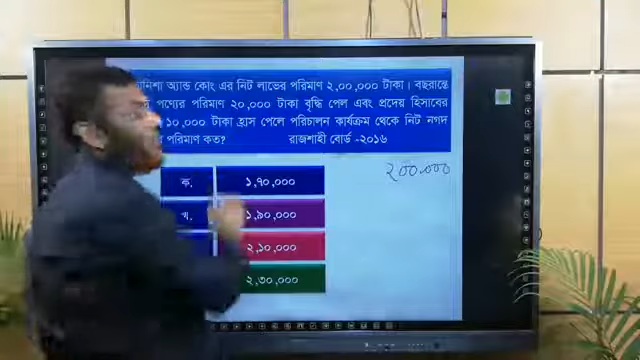 অ্যান্ড কোং এর নিট লাভের পরিমাণ ২,০০,০০০ টাকা। বছরান্তে
পণ্যের পরিমাণ ২০,০০০ টাকা বৃদ্ধি পেল এবং প্রদেয় হিসাবের
১০,০০০ টাকা হ্রাস পেলে পরিচালন কার্যক্রম থেকে নিট নগদ
পরিমাণ কত? রাজশাহী বোর্ড -২০১৬
২০০,০০০
ক. ১,৭০,০০০
খ. ১,৯০,০০০
২,১০,০০০
২,৩০,০০০